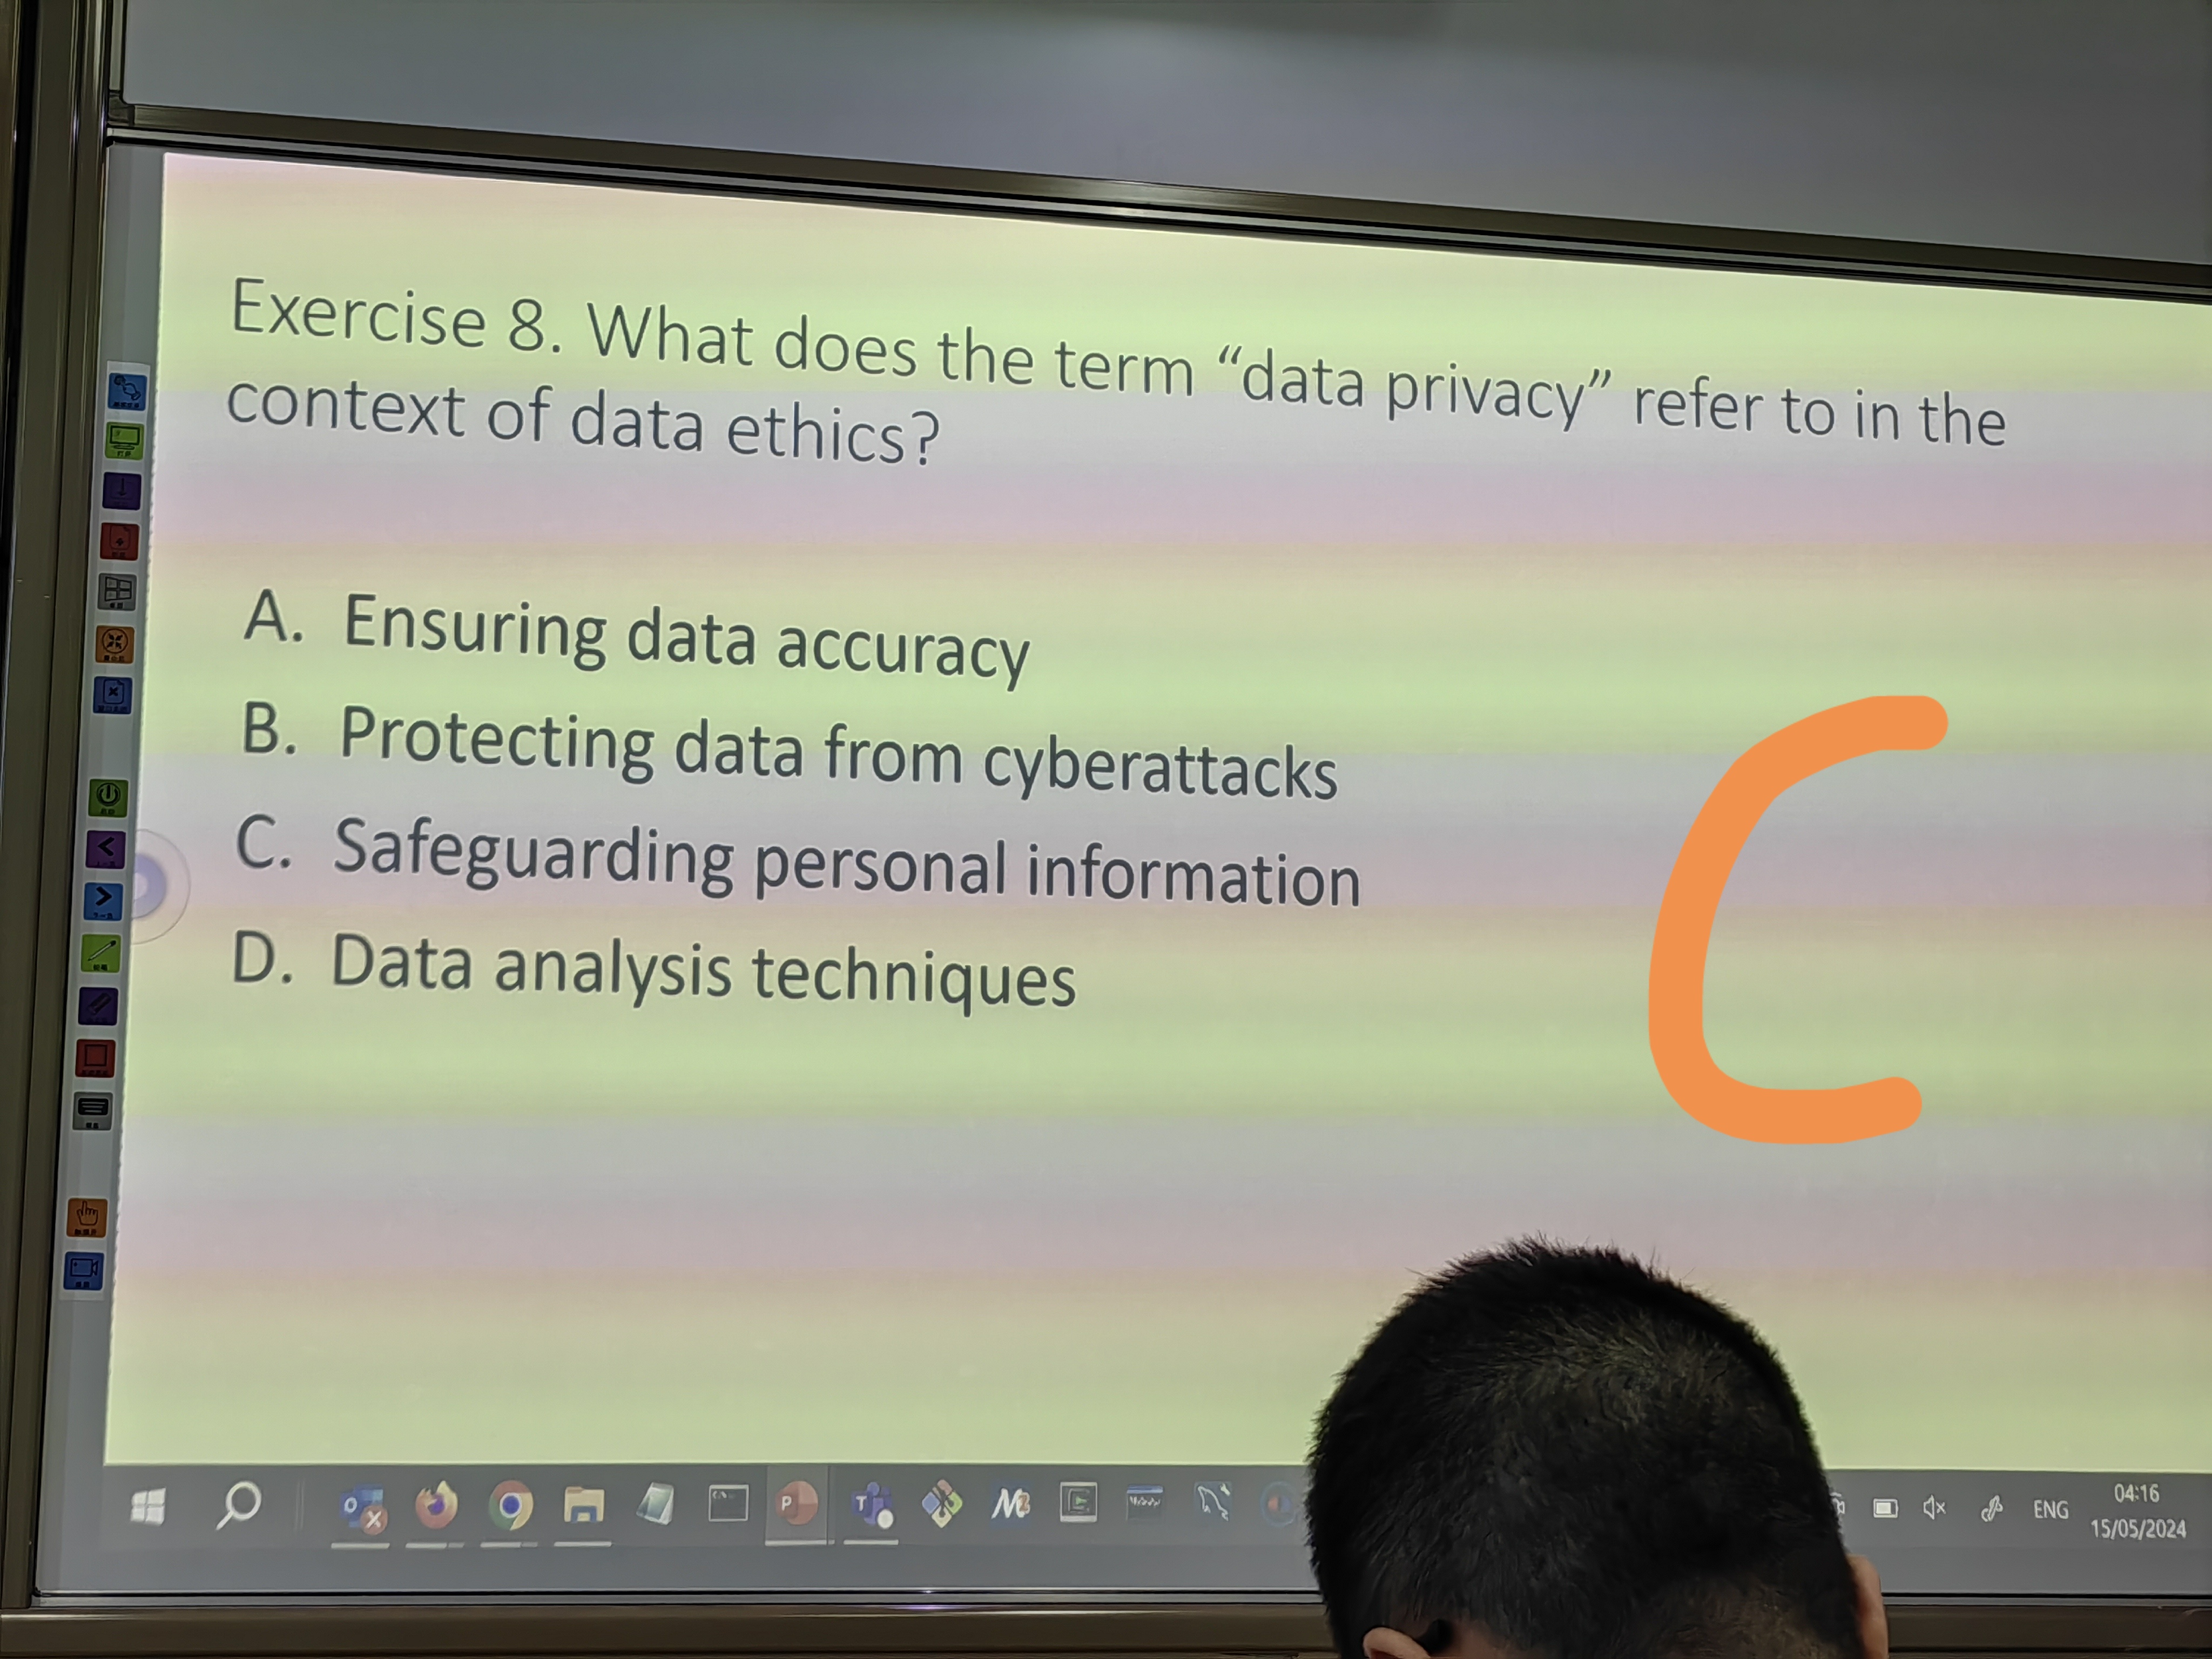 Exercise 8. What does the term “data privacy” refer to in the
context of data ethics?
A. Ensuring data accuracy
B. Protecting data from cyberattacks
C. Safeguarding personal information
D. Data analysis techniques
C
ENG
04:16
15/05/2024